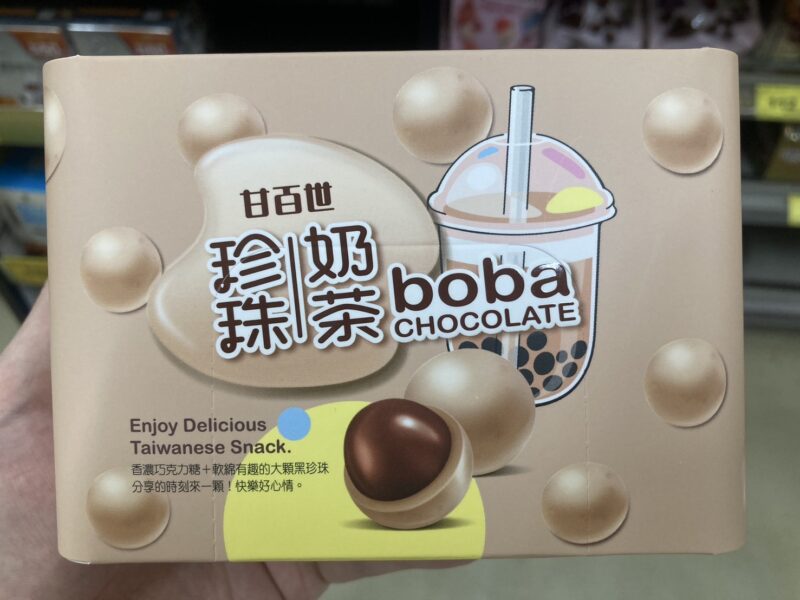 甘百世
珍珠
奶茶
boba
CHOCOLATE
Enjoy Delicious
Taiwanese Snack.
香濃巧克力糖＋軟綿有趣的大顆黑珍珠
分享的時刻來一顆！快樂好心情。